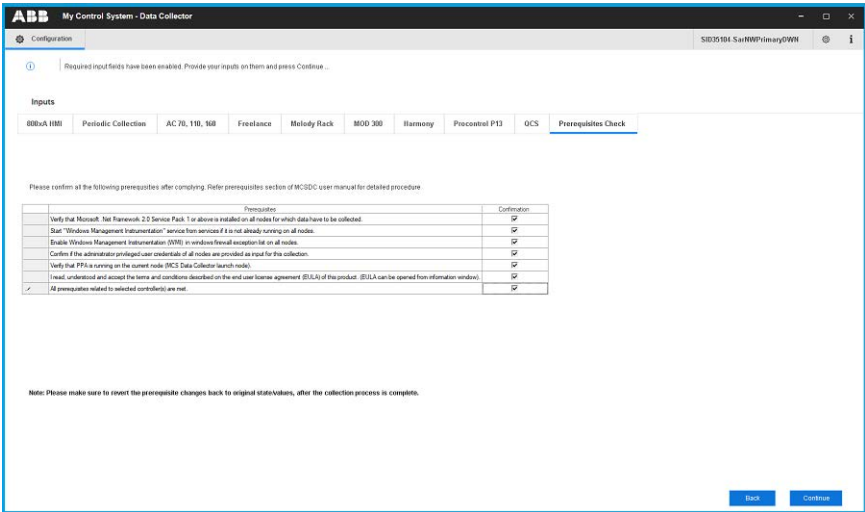 ABB My Control System - Data Collector
Configuration
SID35104-SarNWPrimaryDWN
Required input fields have been enabled. Provide your inputs on them and press Continue ...
Inputs
800xA HMI Periodic Collection AC 70, 110, 160 Freelance Melody Rack MOD 300 Harmony Procontrol P13 QCS Prerequisites Check
Please confirm all the following prerequsities after complying. Refer prerequisites section of MCSDC user manual for detailed procedure
Prerequisites Confirmation
Verify that Microsoft .Net Framework 2.0 Service Pack 1 or above is installed on all nodes for which data have to be collected.
Start "Windows Management Instrumentation" service from services if it is not already running on all nodes.
Enable Windows Management Instrumentation (WMI) in windows firewall exception list on all nodes.
Confirm if the administrator privileged user credentials of all nodes are provided as input for this collection.
Verify that PPA is running on the current node (MCS Data Collector launch node).
I read, understood and accept the terms and conditions described on the end user license agreement (EULA) of this product. (EULA can be opened from information window).
All prerequisties related to selected controller(s) are met.
Note: Please make sure to revert the prerequisite changes back to original state/values, after the collection process is complete.
Back Continue